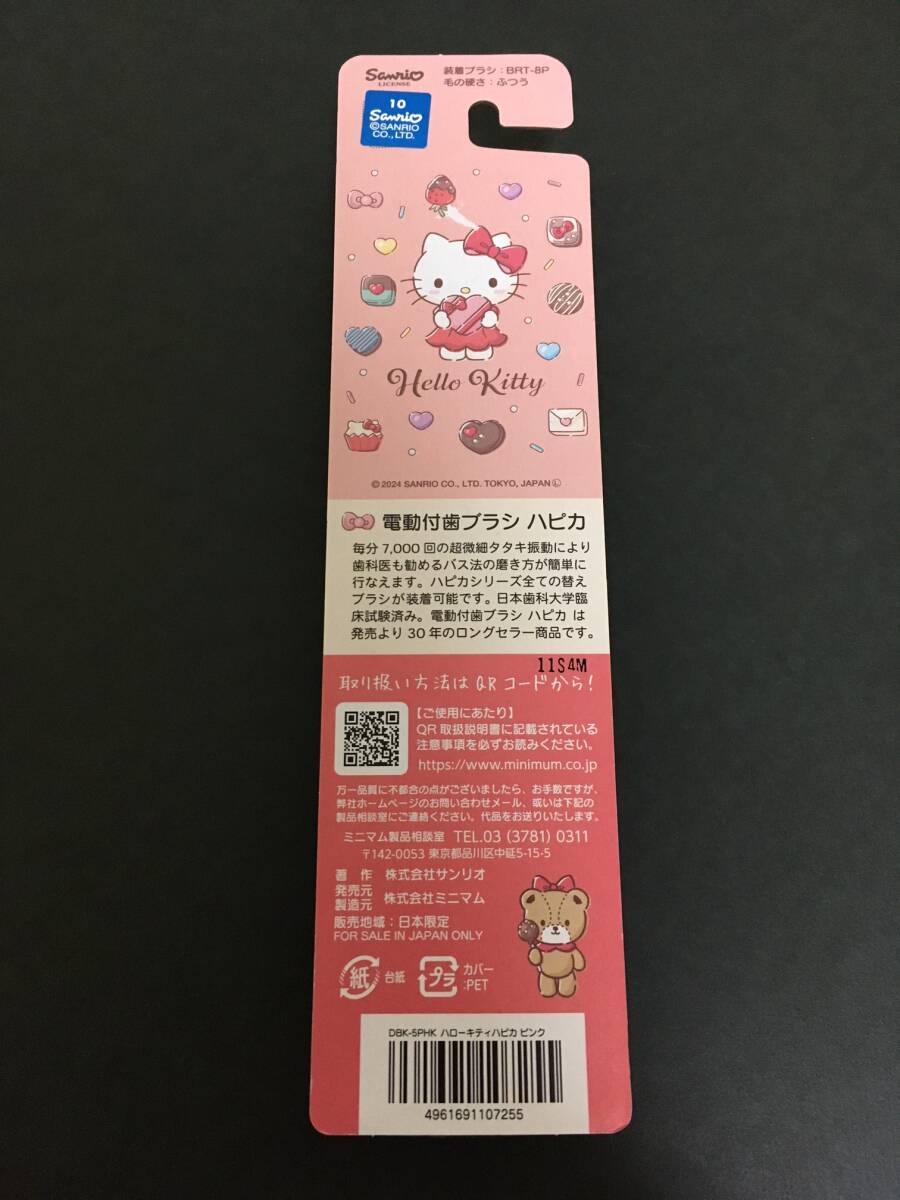 Sanrio
LICENSE
装着ブラシ：BRT-8P
毛の硬さ：ふつう
10
Sanrio
©SANRIO
CO.,LTD.
Hello Kitty
©2024 SANRIO CO., LTD. TOKYO, JAPAN Ⓛ
電動付歯ブラシ ハピカ
毎分7,000回の超微細タタキ振動により
歯科医も勧めるバス法の磨き方が簡単に
行なえます。ハピカシリーズ全ての替え
ブラシが装着可能です。日本歯科大学臨
床試験済み。電動付歯ブラシ ハピカ は
発売より30年のロングセラー商品です。
11S4M
取り扱い方法はQRコードから！
【ご使用にあたり】
QR取扱説明書に記載されている
注意事項を必ずお読みください。
https://www.minimum.co.jp
万一品質に不都合の点がございましたら、お手数ですが、
弊社ホームページのお問い合わせメール、或いは下記の
製品相談室にご連絡ください。代品をお送りいたします。
ミニマム製品相談室 TEL.03 (3781) 0311
〒142-0053 東京都品川区中延5-15-5
著 作 株式会社サンリオ
発売元
製造元 株式会社ミニマム
販売地域：日本限定
FOR SALE IN JAPAN ONLY
紙 台紙
プラ カバー
:PET
DBK-5PHK ハローキティハピカ ピンク
4961691107255